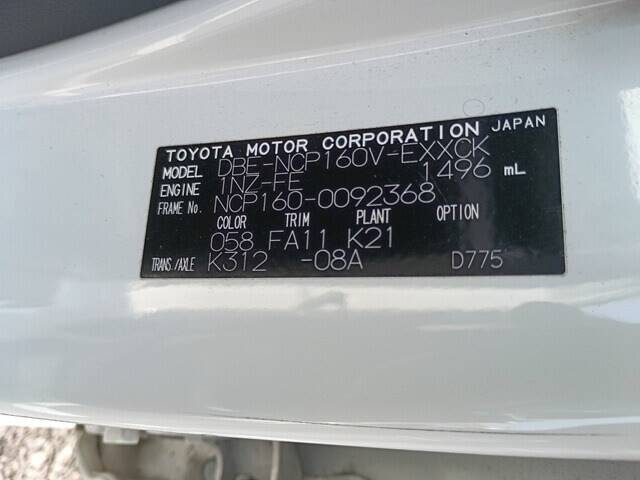 TOYOTA MOTOR CORPORATION JAPAN
MODEL DBE-NCP160V-EXXCK
ENGINE 1NZ-FE 1496 mL
FRAME No. NCP160-0092368
COLOR TRIM PLANT OPTION
058 FA11 K21
TRANS./AXLE K312 -08A D775